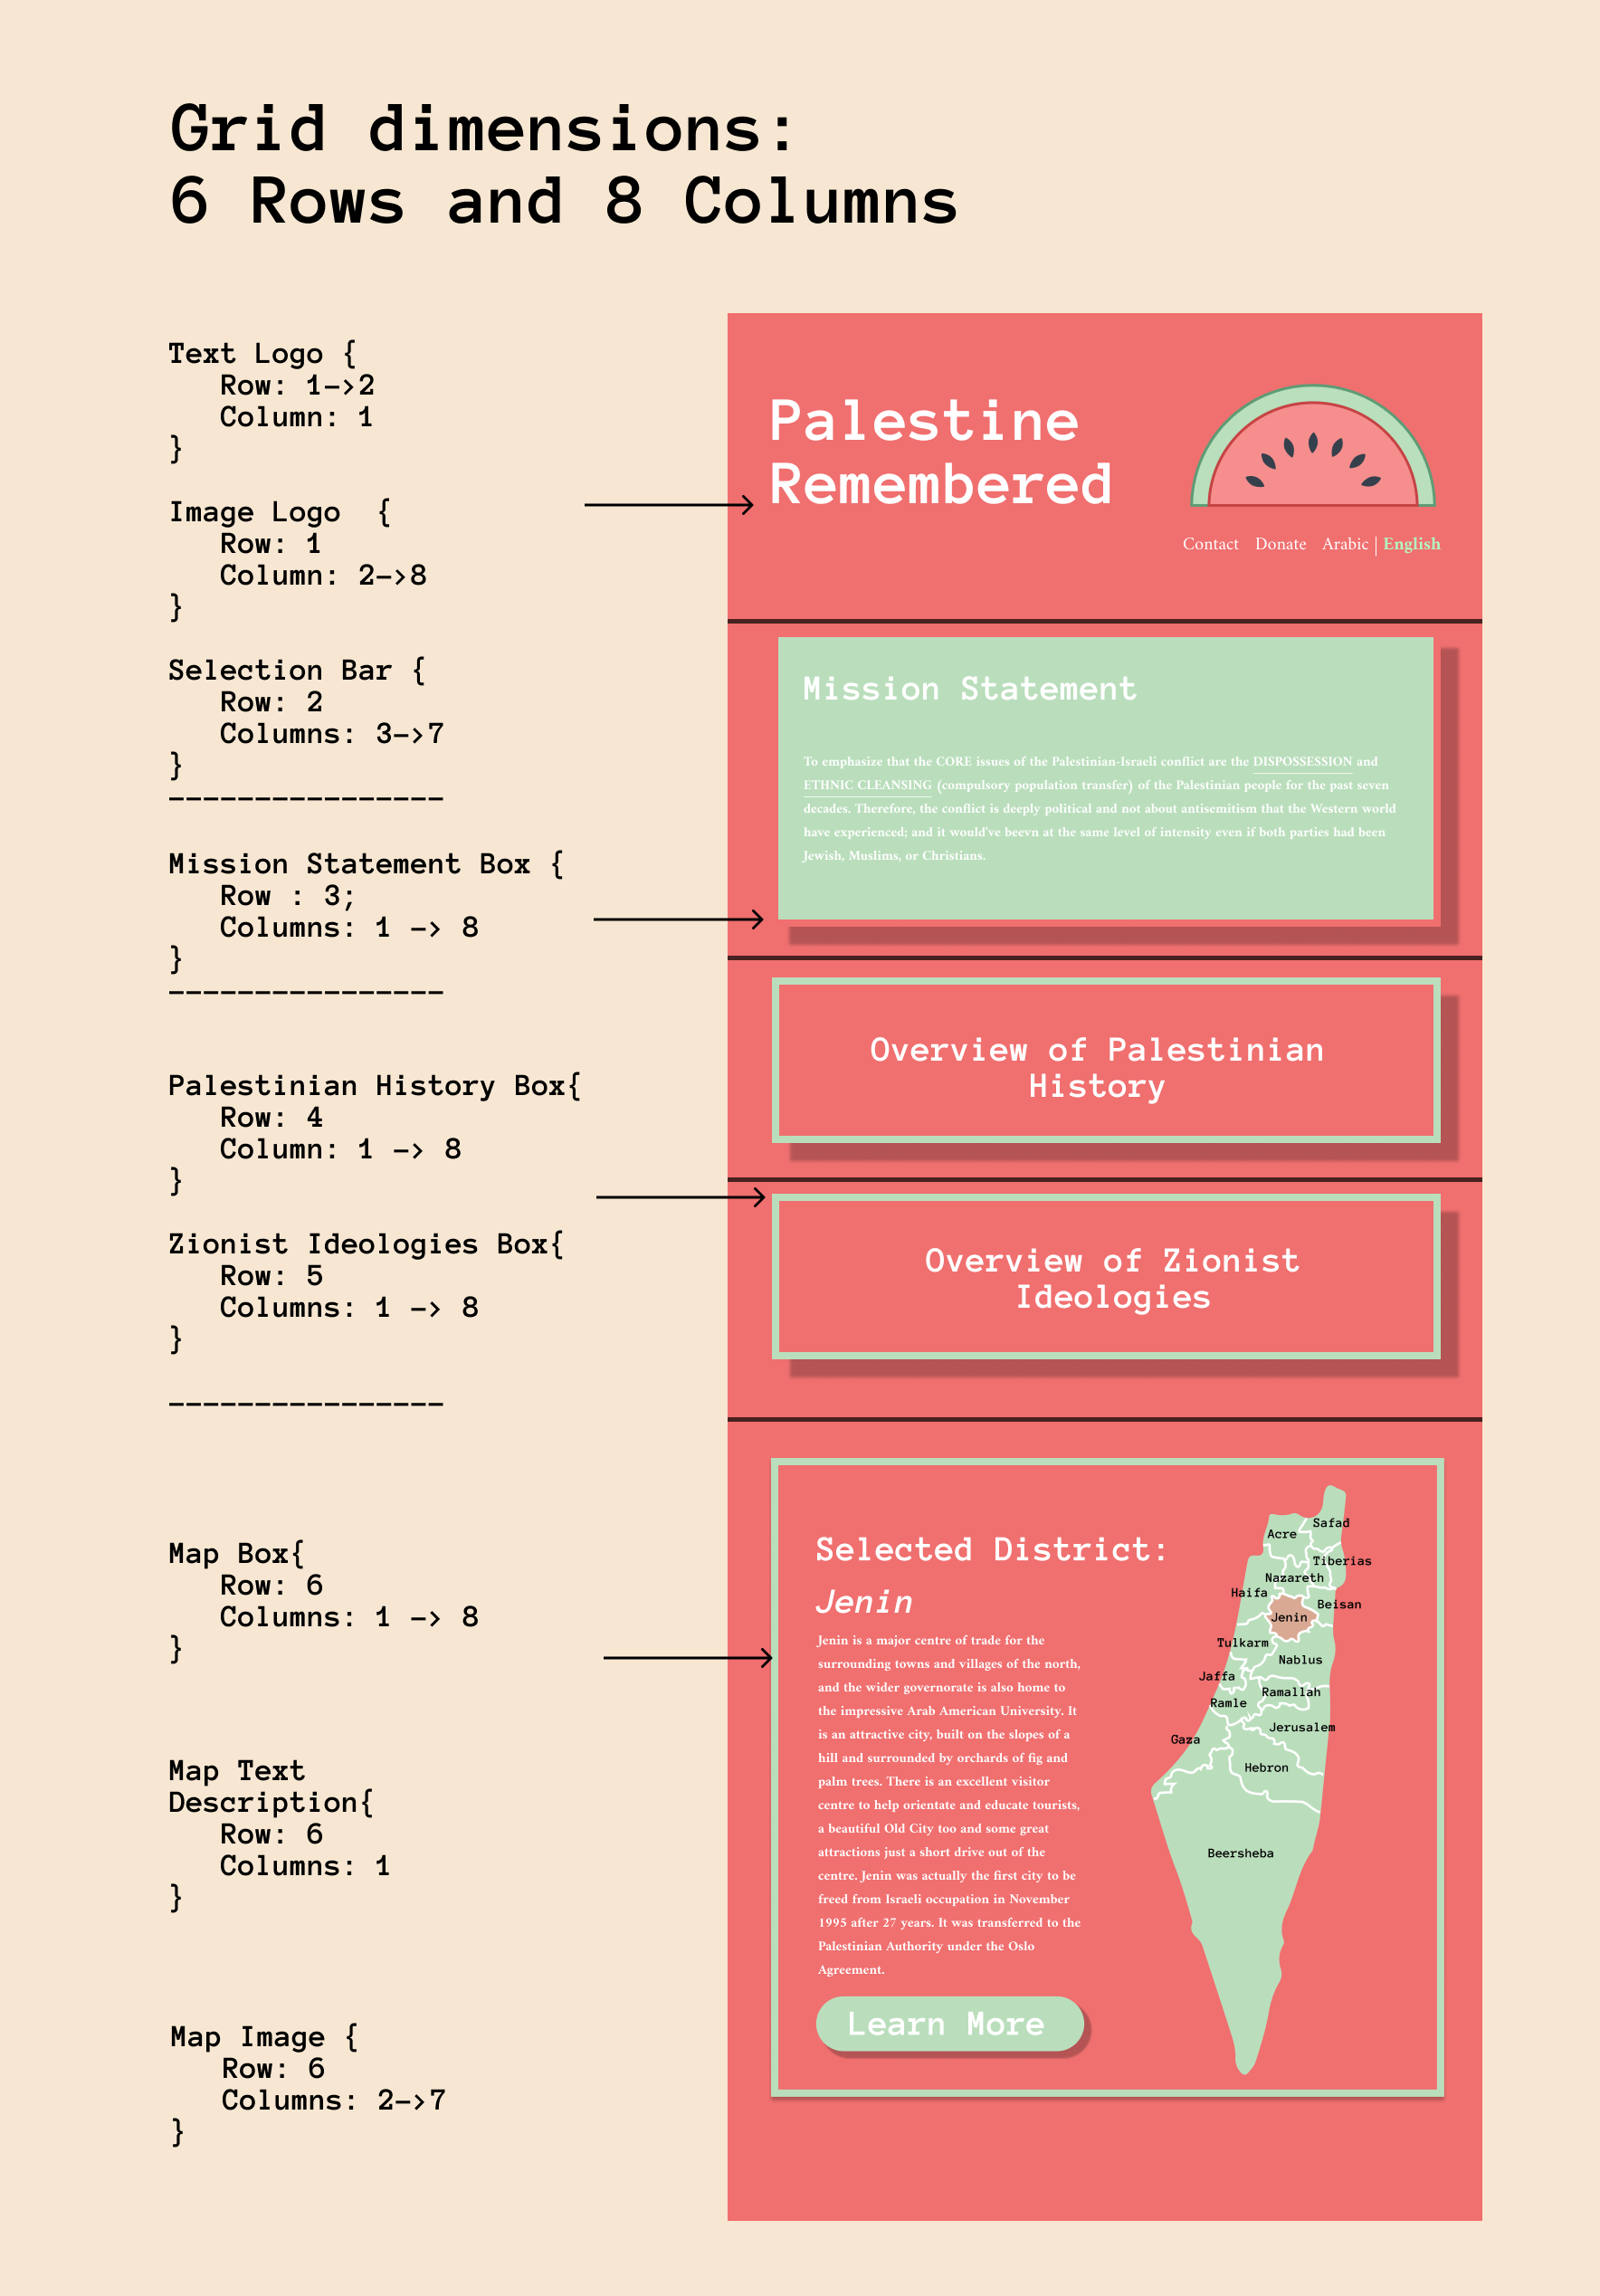 Grid dimensions:
6 Rows and 8 Columns
Text Logo {
Row: 1->2
Column: 1
}
Image Logo {
Row: 1
Column: 2->8
}
Selection Bar {
Row: 2
Columns: 3->7
}
----------------
Mission Statement Box {
Row : 3;
Columns: 1 -> 8
}
----------------
Palestinian History Box{
Row: 4
Column: 1 -> 8
}
Zionist Ideologies Box{
Row: 5
Columns: 1 -> 8
}
----------------
Map Box{
Row: 6
Columns: 1 -> 8
}
Map Text
Description{
Row: 6
Columns: 1
}
Map Image {
Row: 6
Columns: 2->7
}
Palestine
Remembered
Contact Donate Arabic | English
Mission Statement
To emphasize that the CORE issues of the Palestinian-Israeli conflict are the DISPOSSESSION and
ETHNIC CLEANSING (compulsory population transfer) of the Palestinian people for the past seven
decades. Therefore, the conflict is deeply political and not about antisemitism that the Western world
have experienced; and it would've beevn at the same level of intensity even if both parties had been
Jewish, Muslims, or Christians.
Overview of Palestinian
History
Overview of Zionist
Ideologies
Selected District:
Jenin
Jenin is a major centre of trade for the
surrounding towns and villages of the north,
and the wider governorate is also home to
the impressive Arab American University. It
is an attractive city, built on the slopes of a
hill and surrounded by orchards of fig and
palm trees. There is an excellent visitor
centre to help orientate and educate tourists,
a beautiful Old City too and some great
attractions just a short drive out of the
centre. Jenin was actually the first city to be
freed from Israeli occupation in November
1995 after 27 years. It was transferred to the
Palestinian Authority under the Oslo
Agreement.
Learn More
Safad
Acre
Tiberias
Nazareth
Haifa
Beisan
Jenin
Tulkarm
Nablus
Jaffa
Ramallah
Ramle
Jerusalem
Gaza
Hebron
Beersheba